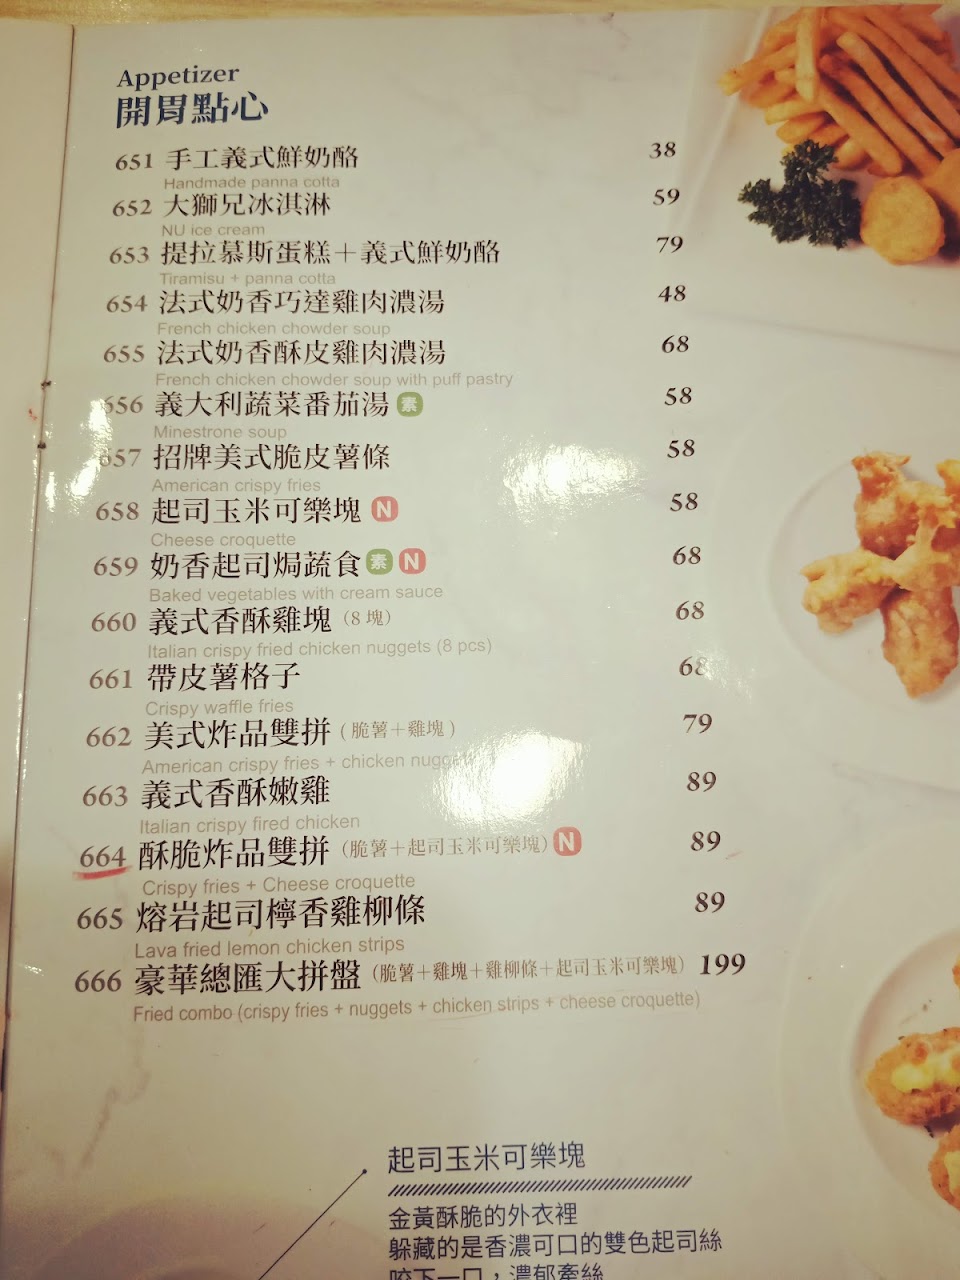 Appetizer
開胃點心
651 手工義式鮮奶酪 38
Handmade panna cotta
652 大獅兄冰淇淋 59
NU ice cream
653 提拉慕斯蛋糕＋義式鮮奶酪 79
Tiramisu + panna cotta
654 法式奶香巧達雞肉濃湯 48
French chicken chowder soup
655 法式奶香酥皮雞肉濃湯 68
French chicken chowder soup with puff pastry
656 義大利蔬菜番茄湯 素 58
Minestrone soup
657 招牌美式脆皮薯條 58
American crispy fries
658 起司玉米可樂塊 N 58
Cheese croquette
659 奶香起司焗蔬食 素 N 68
Baked vegetables with cream sauce
660 義式香酥雞塊（8 塊） 68
Italian crispy fried chicken nuggets (8 pcs)
661 帶皮薯格子 68
Crispy waffle fries
662 美式炸品雙拼（脆薯＋雞塊） 79
American crispy fries + chicken nugget
663 義式香酥嫩雞 89
Italian crispy fired chicken
664 酥脆炸品雙拼（脆薯＋起司玉米可樂塊）N 89
Crispy fries + Cheese croquette
665 熔岩起司檸香雞柳條 89
Lava fried lemon chicken strips
666 豪華總匯大拼盤（脆薯＋雞塊＋雞柳條＋起司玉米可樂塊） 199
Fried combo (crispy fries + nuggets + chicken strips + cheese croquette)
起司玉米可樂塊
金黃酥脆的外衣裡
躲藏的是香濃可口的雙色起司絲
咬下一口，濃郁牽絲